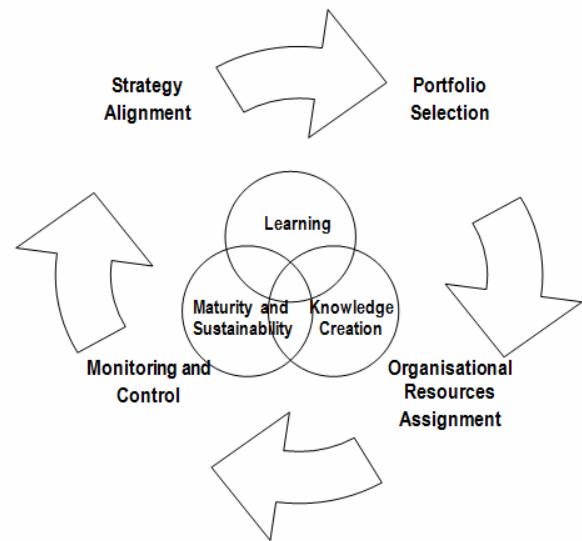 Strategy
Alignment
Portfolio
Selection
Learning
Maturity and
Sustainability
Knowledge
Creation
Monitoring and
Control
Organisational
Resources
Assignment